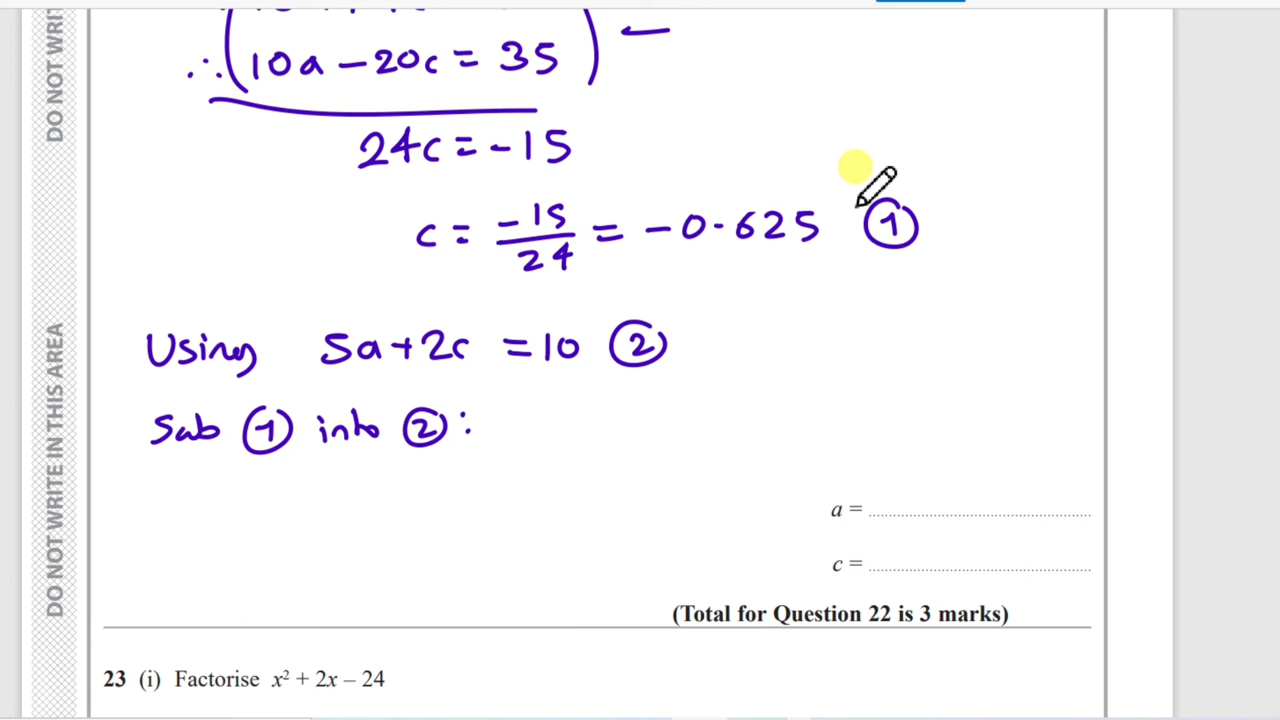 DO NOT WRIT
∴ (10a − 20c = 35) −
24c = −15
c = −15/24 = −0.625 ①
Using 5a + 2c = 10 ②
Sub ① into ②:
DO NOT WRITE IN THIS AREA
a =
c =
(Total for Question 22 is 3 marks)
23 (i) Factorise x² + 2x – 24